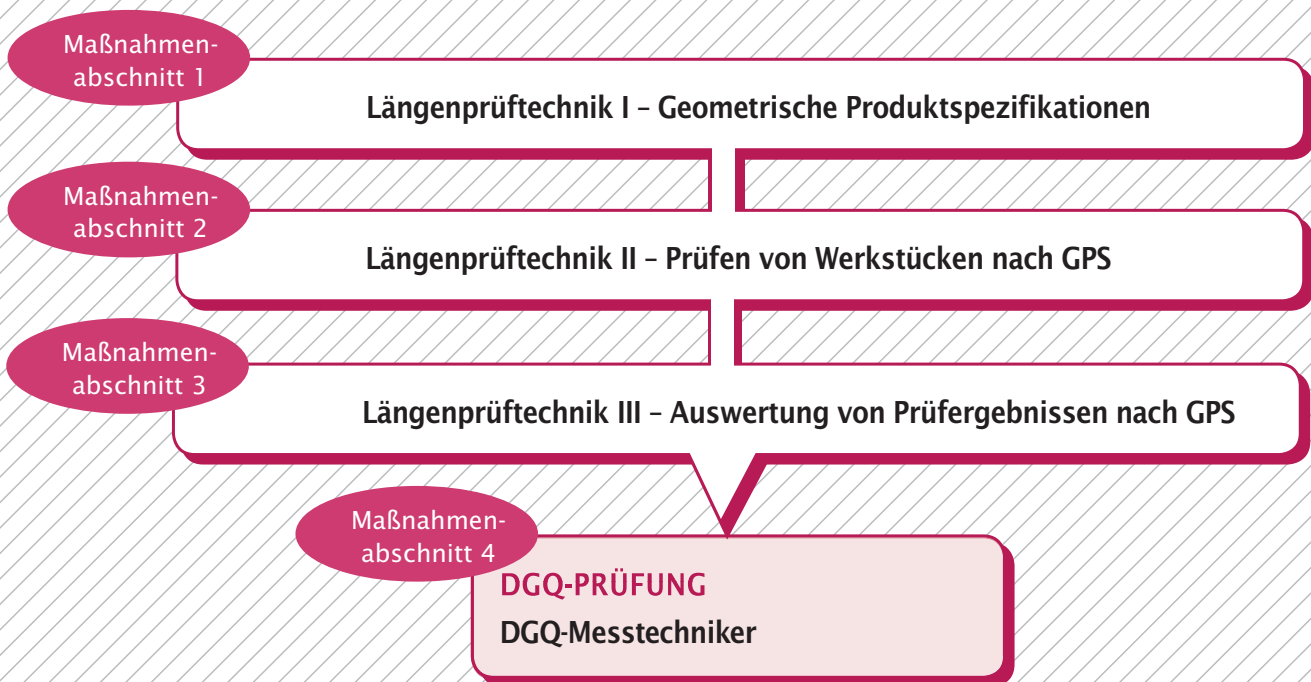 Maßnahmen-
abschnitt 1
Längenprüftechnik I – Geometrische Produktspezifikationen
Maßnahmen-
abschnitt 2
Längenprüftechnik II – Prüfen von Werkstücken nach GPS
Maßnahmen-
abschnitt 3
Längenprüftechnik III – Auswertung von Prüfergebnissen nach GPS
Maßnahmen-
abschnitt 4
DGQ-PRÜFUNG
DGQ-Messtechniker